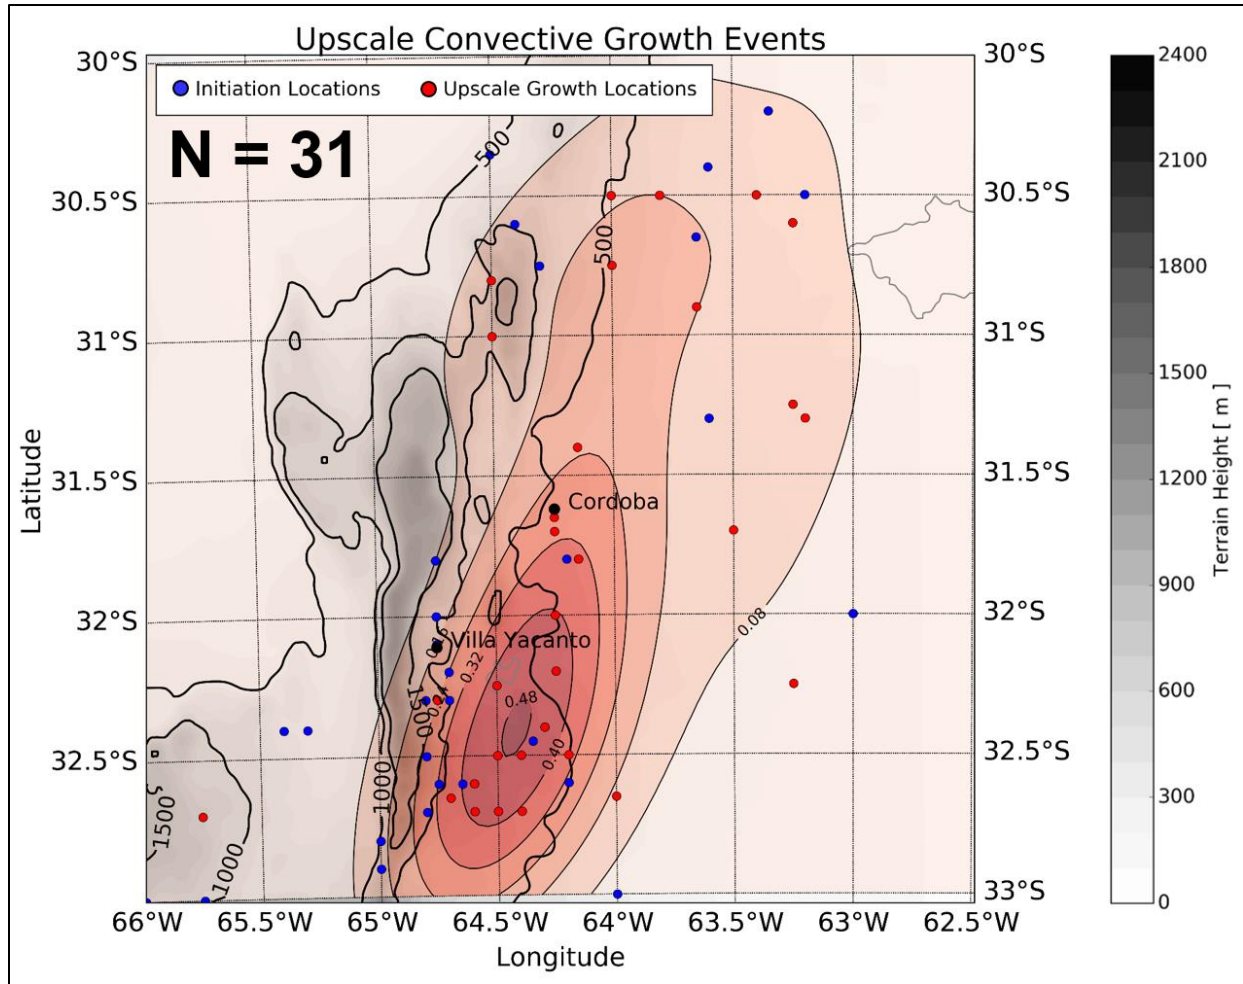 Upscale Convective Growth Events
Initiation Locations
Upscale Growth Locations
N = 31
30°S
30.5°S
31°S
31.5°S
32°S
32.5°S
30°S
30.5°S
31°S
31.5°S
32°S
32.5°S
33°S
500
500
Cordoba
Villa Yacanto
0.08
0.32
0.48
0.40
1500
1000
1500
1000
66°W
65.5°W
65°W
64.5°W
64°W
63.5°W
63°W
62.5°W
Longitude
Latitude
2400
2100
1800
1500
1200
900
600
300
0
Terrain Height [ m ]